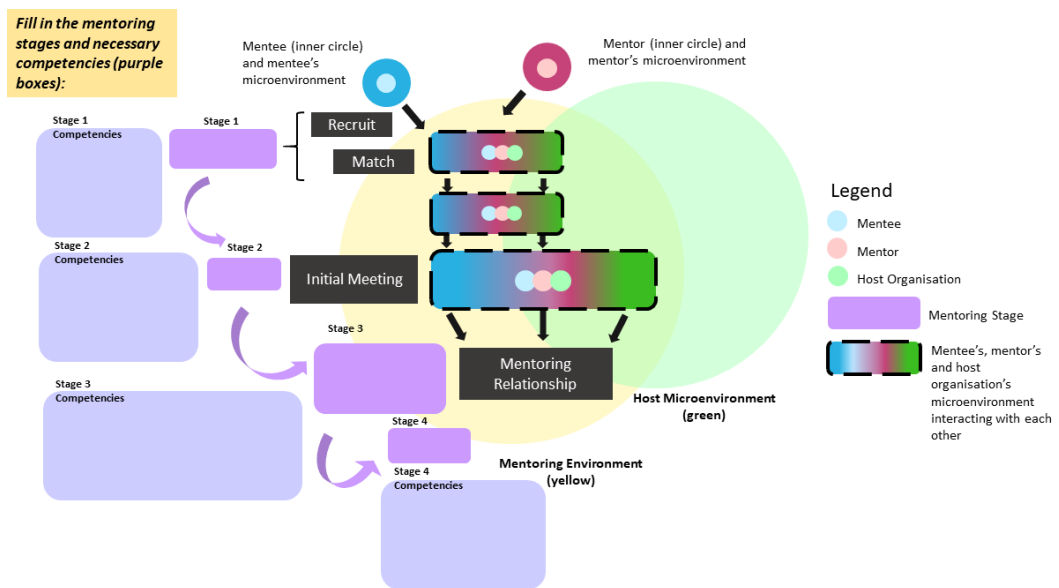 Fill in the mentoring
stages and necessary
competencies (purple
boxes):
Mentee (inner circle)
and mentee's
microenvironment
Mentor (inner circle) and
mentor's microenvironment
Stage 1
Competencies
Stage 1
Recruit
Match
Stage 2
Competencies
Stage 2
Initial Meeting
Stage 3
Mentoring
Relationship
Stage 3
Competencies
Stage 4
Stage 4
Competencies
Host Microenvironment
(green)
Mentoring Environment
(yellow)
Legend
Mentee
Mentor
Host Organisation
Mentoring Stage
Mentee's, mentor's
and host
organisation's
microenvironment
interacting with each
other